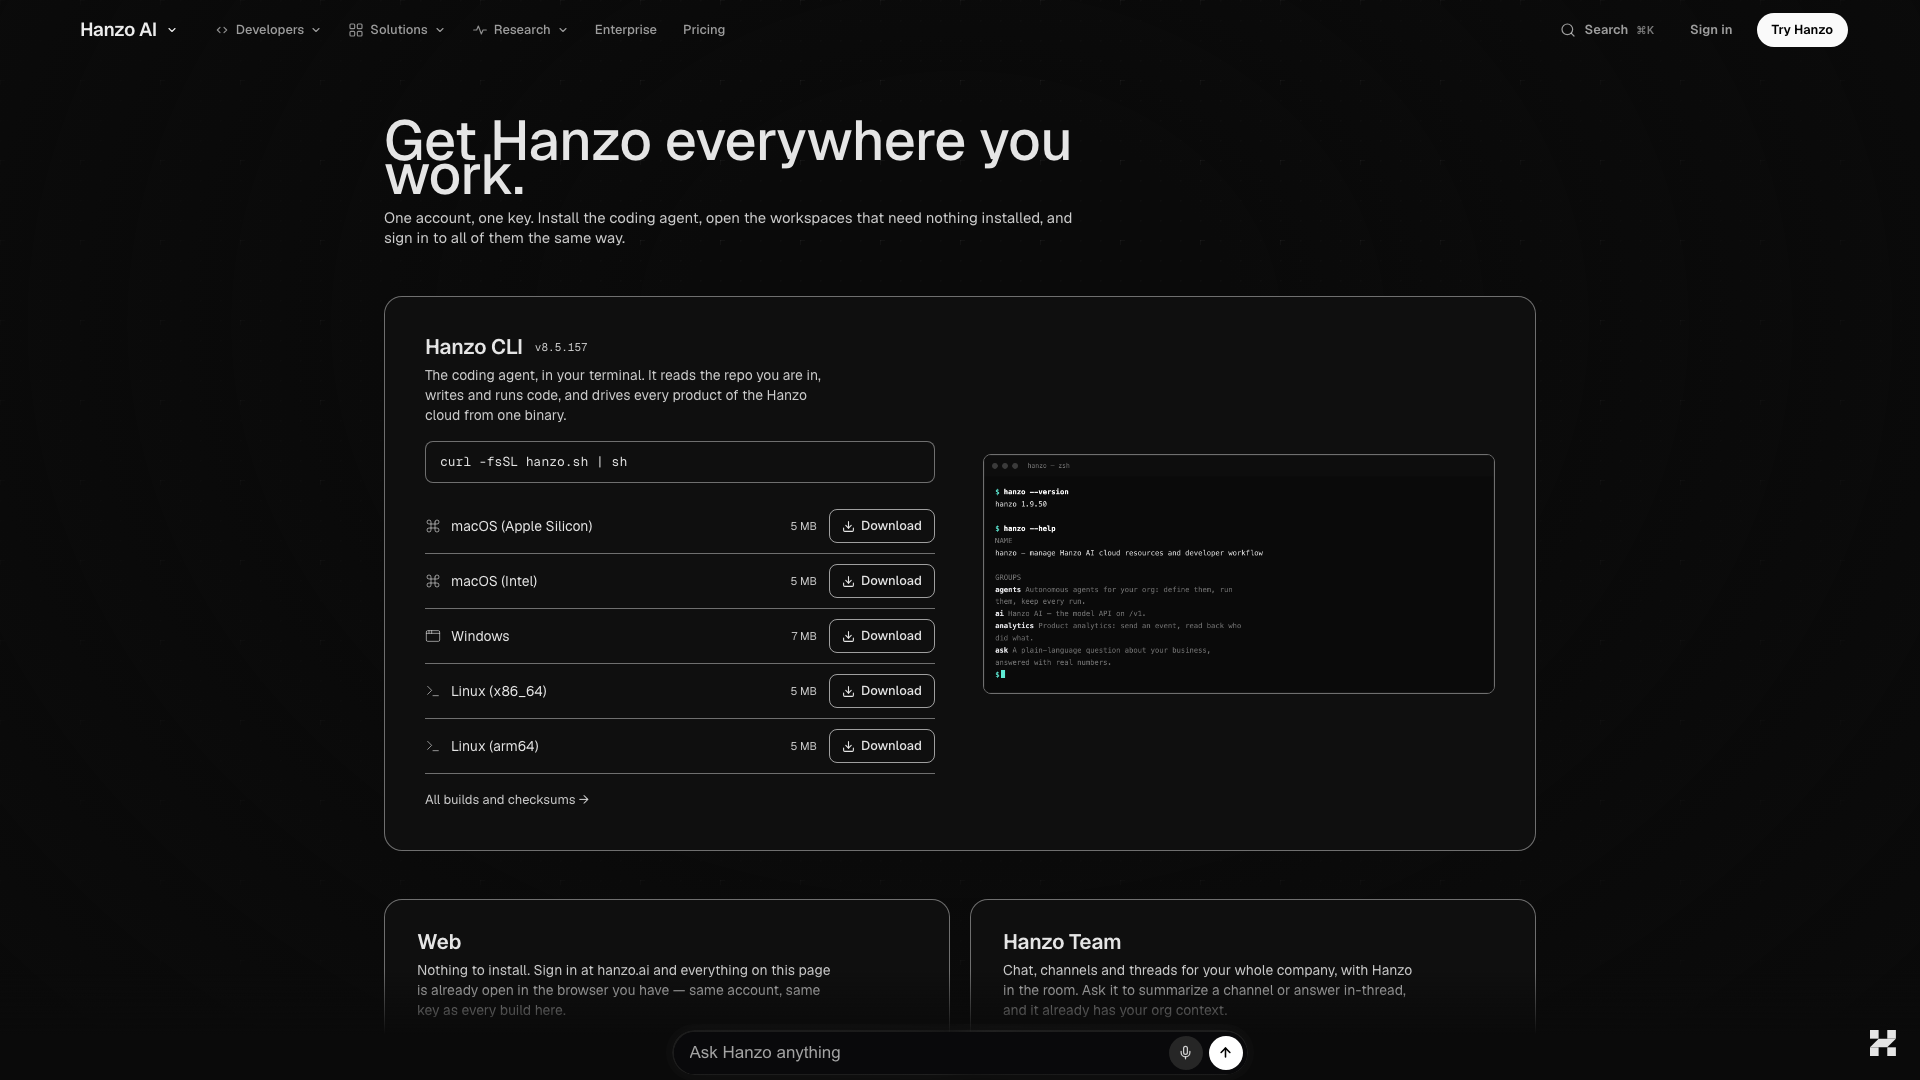 Hanzo AI
Developers
Solutions
Research
Enterprise
Pricing
Search ⌘K
Sign in
Try Hanzo
Get Hanzo everywhere you
work.
One account, one key. Install the coding agent, open the workspaces that need nothing installed, and
sign in to all of them the same way.
Hanzo CLI v8.5.157
The coding agent, in your terminal. It reads the repo you are in,
writes and runs code, and drives every product of the Hanzo
cloud from one binary.
curl -fsSL hanzo.sh | sh
macOS (Apple Silicon) 5 MB Download
macOS (Intel) 5 MB Download
Windows 7 MB Download
Linux (x86_64) 5 MB Download
Linux (arm64) 5 MB Download
All builds and checksums →
hanzo — zsh
$ hanzo --version
hanzo 1.9.50
$ hanzo --help
NAME
hanzo — manage Hanzo AI cloud resources and developer workflow
GROUPS
agents Autonomous agents for your org: define them, run
them, keep every run.
ai Hanzo AI — the model API on /v1.
analytics Product analytics: send an event, read back who
did what.
ask A plain-language question about your business,
answered with real numbers.
$
Web
Nothing to install. Sign in at hanzo.ai and everything on this page
is already open in the browser you have — same account, same
key as every build here.
Hanzo Team
Chat, channels and threads for your whole company, with Hanzo
in the room. Ask it to summarize a channel or answer in-thread,
and it already has your org context.
Ask Hanzo anything